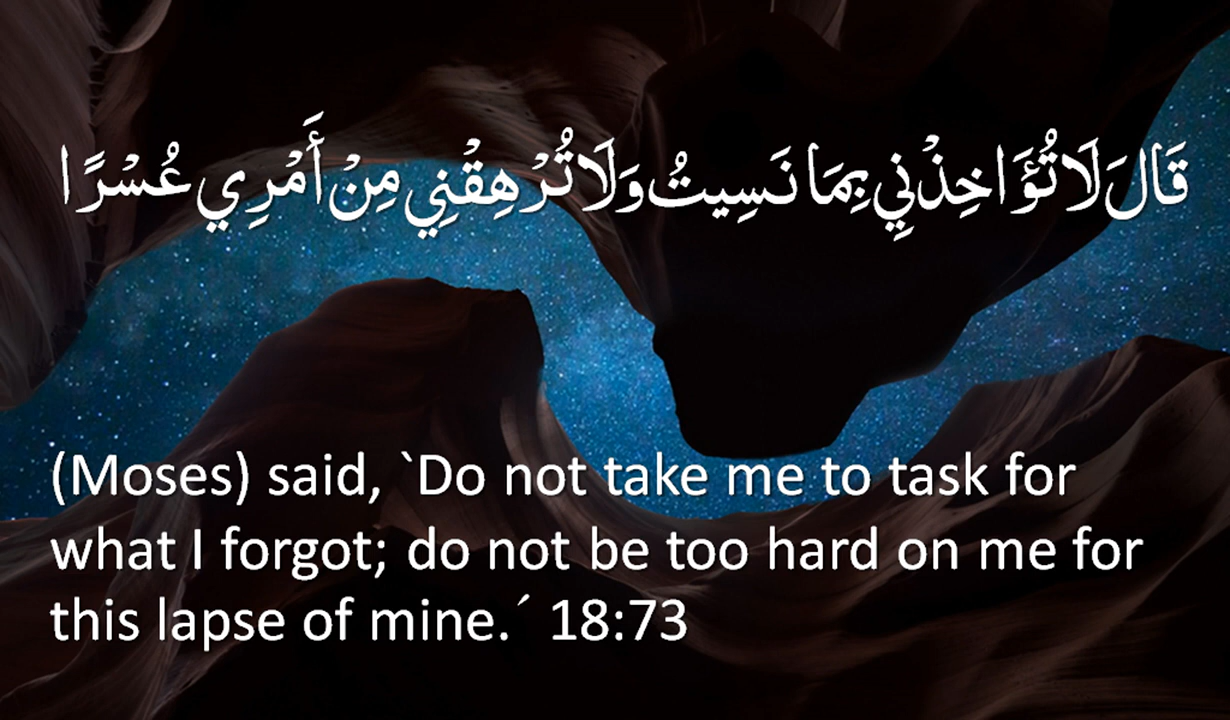 قَالَ لَا تُؤَاخِذْنِي بِمَا نَسِيتُ وَلَا تُرْهِقْنِي مِنْ أَمْرِي عُسْرًا
(Moses) said, `Do not take me to task for
what I forgot; do not be too hard on me for
this lapse of mine.´ 18:73